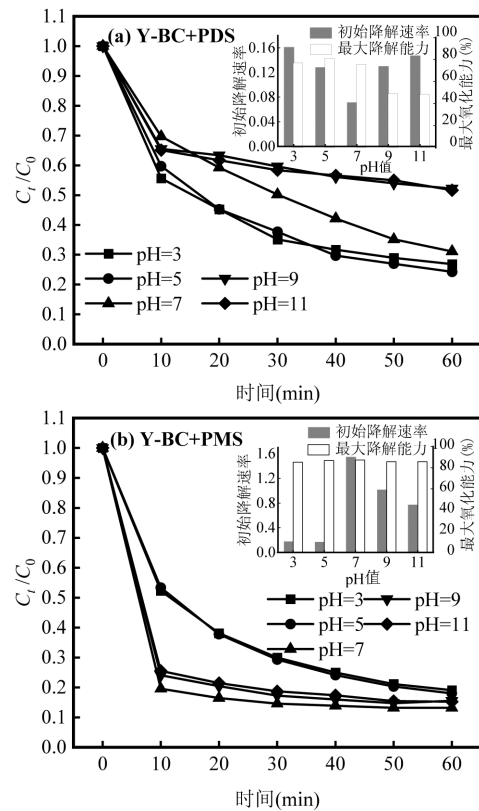 (a) Y-BC+PDS
初始降解速率
最大降解能力
初始降解速率
0.16
0.12
0.08
0.04
0.00
100
80
60
40
20
0
最大氧化能力(%)
3 5 7 9 11
pH值
C_t/C_0
1.1
1.0
0.9
0.8
0.7
0.6
0.5
0.4
0.3
0.2
0.1
0.0
pH=3
pH=5 pH=9
pH=7 pH=11
0 10 20 30 40 50 60
时间(min)
(b) Y-BC+PMS
初始降解速率
最大降解能力
初始降解速率
1.6
1.2
0.8
0.4
0.0
100
80
60
40
20
0
最大氧化能力(%)
3 5 7 9 11
pH值
C_t/C_0
1.1
1.0
0.9
0.8
0.7
0.6
0.5
0.4
0.3
0.2
0.1
0.0
pH=3 pH=9
pH=5 pH=11
pH=7
0 10 20 30 40 50 60
时间(min)